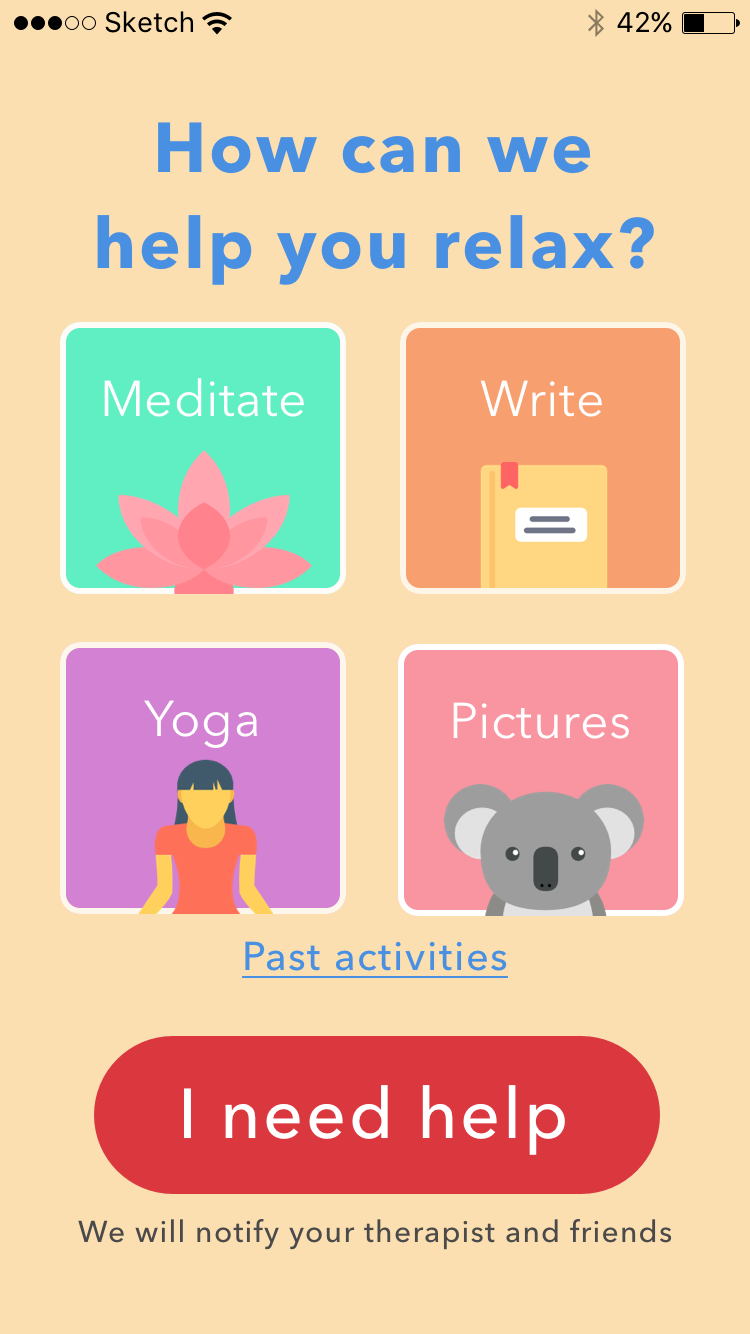 Sketch 42%
How can we
help you relax?
Meditate Write
Yoga Pictures
Past activities
I need help
We will notify your therapist and friends